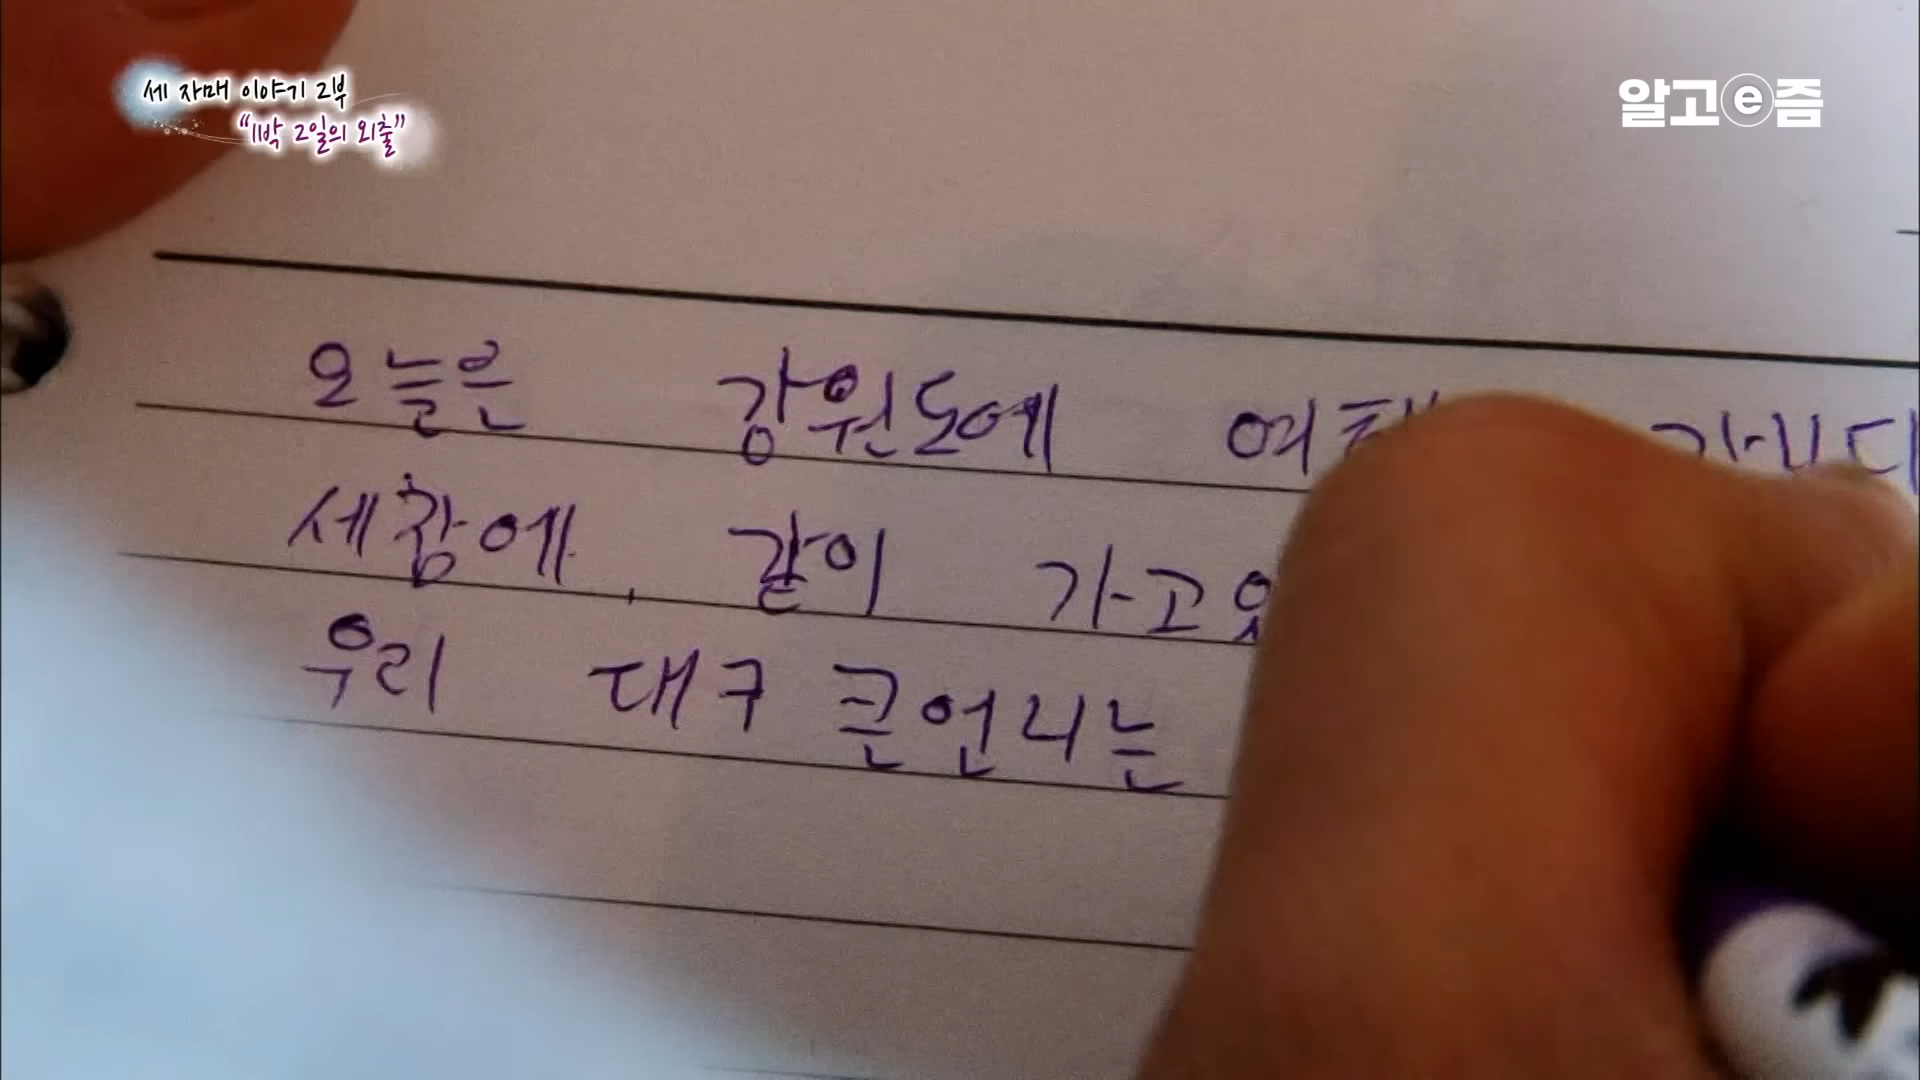 세 자매 이야기 2부
“1박 2일의 외출”
알고e즘
오늘은 강원도에
세참에 같이
우리 대구 큰언니는